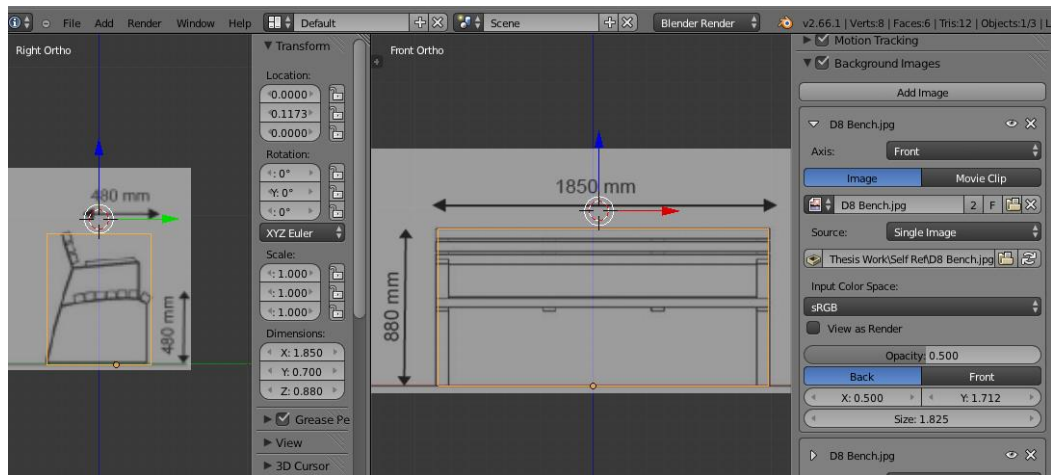 File Add Render Window Help Default Scene Blender Render v2.66.1 | Verts:8 | Faces:6 | Tris:12 | Objects:1/3 | L
Right Ortho
480 mm
480 mm
Transform
Location:
0.0000
0.1173
0.0000
Rotation:
: 0°
Y: 0°
: 0°
XYZ Euler
Scale:
: 1.000
: 1.000
: 1.000
Dimensions:
X: 1.850
Y: 0.700
Z: 0.880
Grease Pe
View
3D Cursor
Front Ortho
1850 mm
880 mm
Motion Tracking
Background Images
Add Image
D8 Bench.jpg
Axis: Front
Image Movie Clip
D8 Bench.jpg 2 F
Source: Single Image
Thesis Work\Self Ref\D8 Bench.jpg
Input Color Space:
sRGB
View as Render
Opacity: 0.500
Back Front
X: 0.500 Y: 1.712
Size: 1.825
D8 Bench.jpg